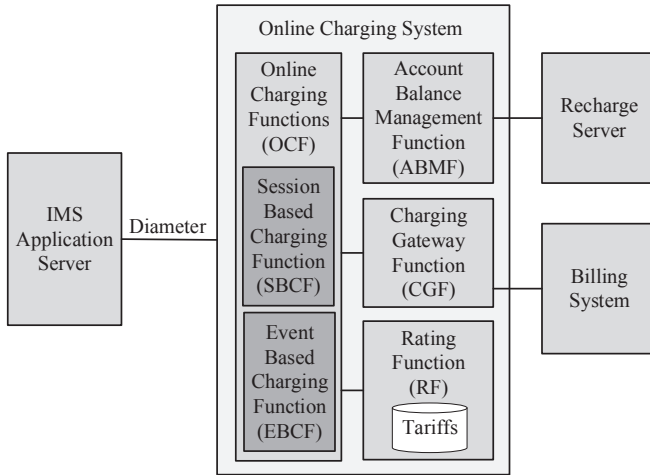 Online Charging System
Online
Charging
Functions
(OCF)
Session
Based
Charging
Function
(SBCF)
Event
Based
Charging
Function
(EBCF)
Account
Balance
Management
Function
(ABMF)
Charging
Gateway
Function
(CGF)
Rating
Function
(RF)
Tariffs
Recharge
Server
Billing
System
IMS
Application
Server
Diameter